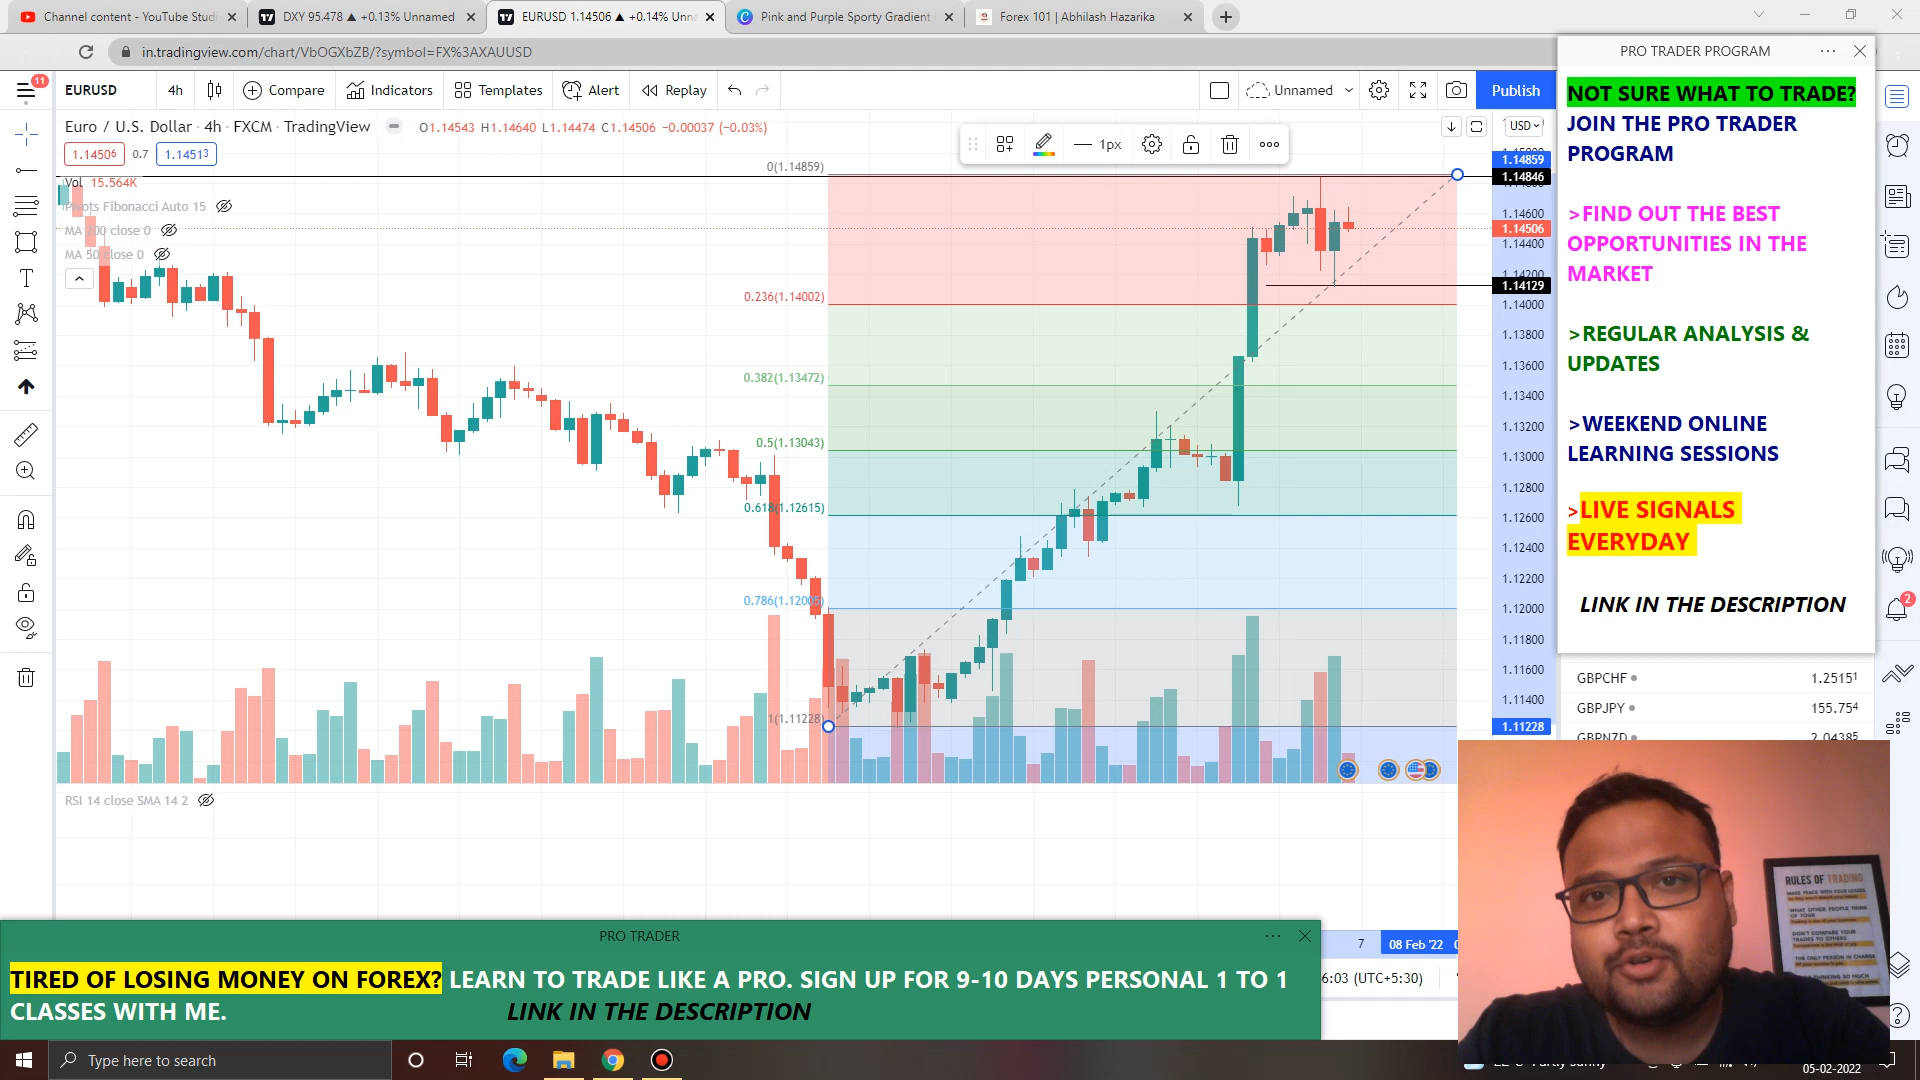 Channel content - YouTube Studi
DXY 95.478 ▲ +0.13% Unnamed
EURUSD 1.14506 ▲ +0.14% Unna
Pink and Purple Sporty Gradient
Forex 101 | Abhilash Hazarika
in.tradingview.com/chart/VbOGXbZB/?symbol=FX%3AXAUUSD
11
EURUSD
4h
Compare
Indicators
Templates
Alert
Replay
Unnamed
Publish
Euro / U.S. Dollar · 4h · FXCM · TradingView
O1.14543 H1.14640 L1.14474 C1.14506 −0.00037 (−0.03%)
1.14506
0.7
1.14513
Vol 15.564K
Pivots Fibonacci Auto 15
MA 200 close 0
MA 50 close 0
1px
USD
0(1.14859)
0.236(1.14002)
0.382(1.13472)
0.5(1.13043)
0.618(1.12615)
0.786(1.12005)
1(1.11228)
1.14859
1.14846
1.14600
1.14506
1.14400
1.14129
1.14000
1.13800
1.13600
1.13400
1.13200
1.13000
1.12800
1.12600
1.12400
1.12200
1.12000
1.11800
1.11600
1.11400
1.11228
RSI 14 close SMA 14 2
7
08 Feb '22
6:03 (UTC+5:30)
PRO TRADER PROGRAM
NOT SURE WHAT TO TRADE?
JOIN THE PRO TRADER
PROGRAM
>FIND OUT THE BEST
OPPORTUNITIES IN THE
MARKET
>REGULAR ANALYSIS &
UPDATES
>WEEKEND ONLINE
LEARNING SESSIONS
>LIVE SIGNALS
EVERYDAY
LINK IN THE DESCRIPTION
2
GBPCHF
1.25151
GBPJPY
155.754
GBPNZD
2.04385
RULES OF TRADING
PRO TRADER
TIRED OF LOSING MONEY ON FOREX? LEARN TO TRADE LIKE A PRO. SIGN UP FOR 9-10 DAYS PERSONAL 1 TO 1
CLASSES WITH ME.
LINK IN THE DESCRIPTION
Type here to search
05-02-2022